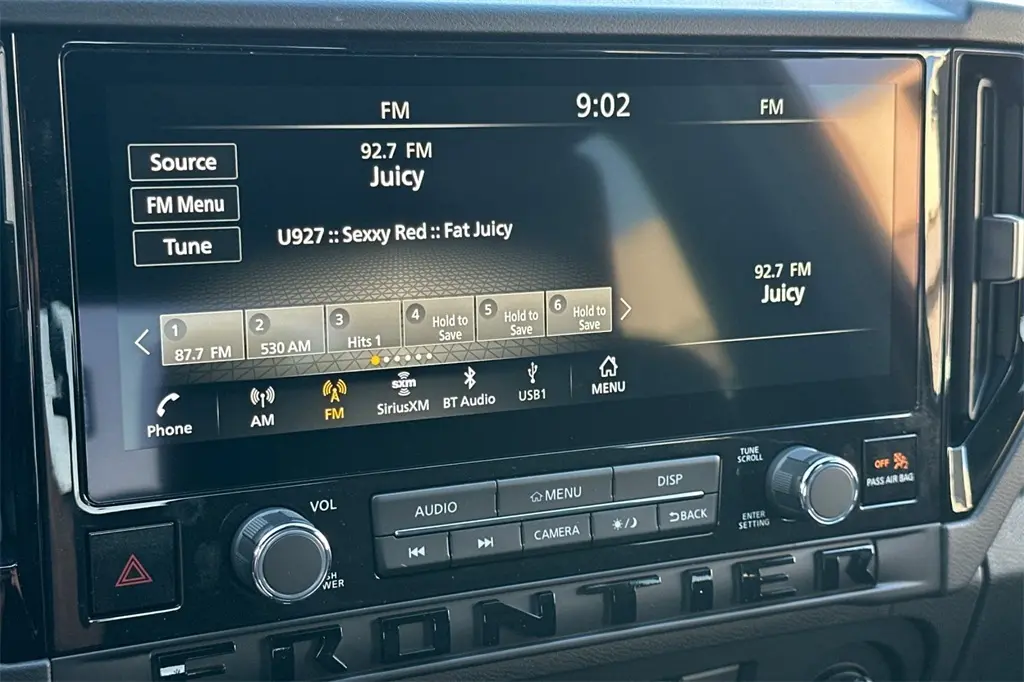 FM
9:02
FM
Source
FM Menu
Tune
92.7 FM
Juicy
U927 :: Sexxy Red :: Fat Juicy
92.7 FM
Juicy
1
87.7 FM
2
530 AM
3
Hits 1
4
Hold to
Save
5
Hold to
Save
6
Hold to
Save
Phone
AM
FM
sxm
SiriusXM
BT Audio
USB1
MENU
VOL
AUDIO
MENU
DISP
CAMERA
BACK
TUNE
SCROLL
ENTER
SETTING
OFF
PASS AIR BAG
FRONTIER